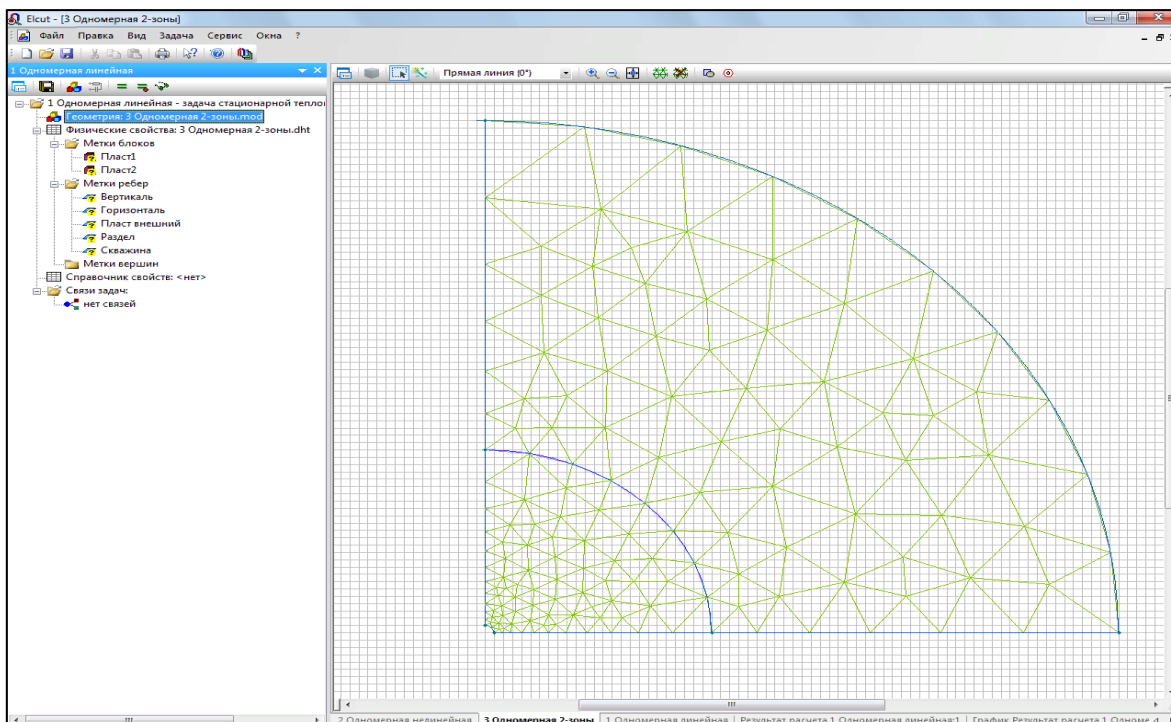 Elcut - [3 Одномерная 2-зоны]
Файл Правка Вид Задача Сервис Окна ?
1 Одномерная линейная
Прямая линия (0°)
1 Одномерная линейная - задача стационарной
Геометрия: 3 Одномерная 2-зоны.mod
Физические свойства: 3 Одномерная 2-зоны.dht
Метки блоков
Пласт1
Пласт2
Метки ребер
Вертикаль
Горизонталь
Пласт внешний
Раздел
Скважина
Метки вершин
Справочник свойств: <нет>
Связи задач:
нет связей
2 Одномерная нелинейная 3 Одномерная 2-зоны 1 Одномерная линейная Результат расчета 1 Одномерная линейная:1 График Результат расчета 1